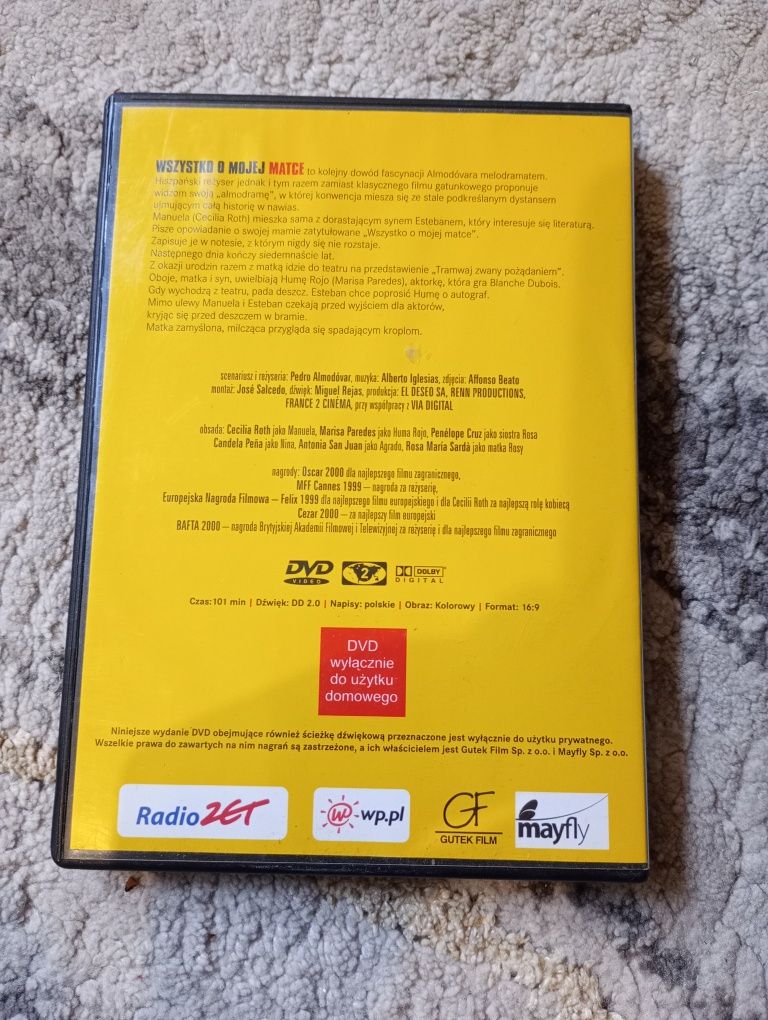 WSZYSTKO O MOJEJ MATCE to kolejny dowód fascynacji Almodóvara melodramatem.
Hiszpański reżyser jednak i tym razem zamiast klasycznego filmu gatunkowego proponuje
widzom swoją „almodramę”, w której konwencja miesza się ze stale podkreślanym dystansem
ujmującym całą historię w nawias.
Manuela (Cecilia Roth) mieszka sama z dorastającym synem Estebanem, który interesuje się literaturą.
Pisze opowiadanie o swojej mamie zatytułowane „Wszystko o mojej matce”.
Zapisuje je w notesie, z którym nigdy się nie rozstaje.
Następnego dnia kończy siedemnaście lat.
Z okazji urodzin razem z matką idzie do teatru na przedstawienie „Tramwaj zwany pożądaniem”.
Oboje, matka i syn, uwielbiają Humę Rojo (Marisa Paredes), aktorkę, która gra Blanche Dubois.
Gdy wychodzą z teatru, pada deszcz. Esteban chce poprosić Humę o autograf.
Mimo ulewy Manuela i Esteban czekają przed wyjściem dla aktorów,
kryjąc się przed deszczem w bramie.
Matka zamyślona, milcząca przygląda się spadającym kroplom.
scenariusz i reżyseria: Pedro Almodóvar, muzyka: Alberto Iglesias, zdjęcia: Affonso Beato
montaż: José Salcedo, dźwięk: Miguel Rejas, produkcja: EL DESEO SA, RENN PRODUCTIONS,
FRANCE 2 CINÉMA, przy współpracy z VIA DIGITAL
obsada: Cecilia Roth jako Manuela, Marisa Paredes jako Huma Rojo, Penélope Cruz jako siostra Rosa
Candela Peña jako Nina, Antonia San Juan jako Agrado, Rosa María Sardà jako matka Rosy
nagrody: Oscar 2000 dla najlepszego filmu zagranicznego,
MFF Cannes 1999 – nagroda za reżyserię,
Europejska Nagroda Filmowa – Felix 1999 dla najlepszego filmu europejskiego i dla Cecilii Roth za najlepszą rolę kobiecą
Cezar 2000 – za najlepszy film europejski
BAFTA 2000 – nagroda Brytyjskiej Akademii Filmowej i Telewizyjnej za reżyserię i dla najlepszego filmu zagranicznego
DVD VIDEO 2 DOLBY DIGITAL
Czas:101 min | Dźwięk: DD 2.0 | Napisy: polskie | Obraz: Kolorowy | Format: 16:9
DVD
wyłącznie
do użytku
domowego
Niniejsze wydanie DVD obejmujące również ścieżkę dźwiękową przeznaczone jest wyłącznie do użytku prywatnego.
Wszelkie prawa do zawartych na nim nagrań są zastrzeżone, a ich właścicielem jest Gutek Film Sp. z o.o. i Mayfly Sp. z o.o.
Radio ZET w wp.pl GF GUTEK FILM mayfly